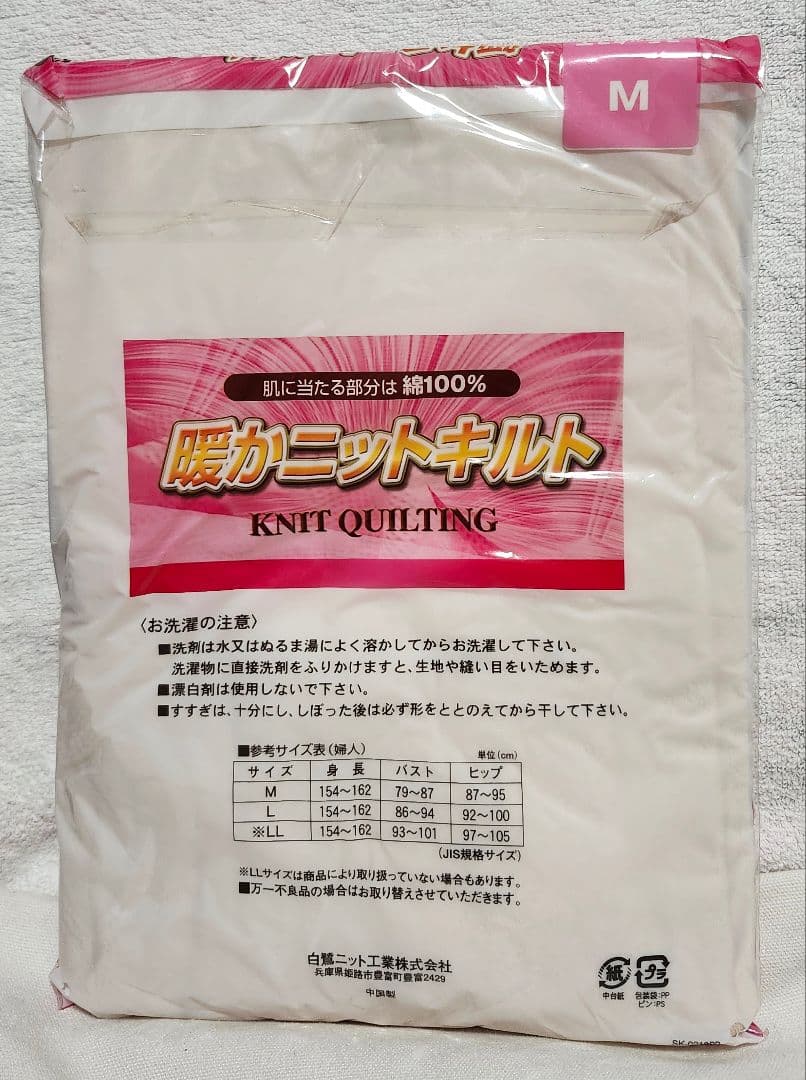 M
肌に当たる部分は 綿100%
暖かニットキルト
KNIT QUILTING
〈お洗濯の注意〉
■洗剤は水又はぬるま湯によく溶かしてからお洗濯して下さい。
洗濯物に直接洗剤をふりかけますと、生地や縫い目をいためます。
■漂白剤は使用しないで下さい。
■すすぎは、十分にし、しぼった後は必ず形をととのえてから干して下さい。
■参考サイズ表(婦人) 単位(cm)
サイズ 身長 バスト ヒップ
M 154〜162 79〜87 87〜95
L 154〜162 86〜94 92〜100
※LL 154〜162 93〜101 97〜105
(JIS規格サイズ)
※LLサイズは商品により取り扱っていない場合もあります。
■万一不良品の場合はお取り替えさせていただきます。
白鷺ニット工業株式会社
兵庫県姫路市豊富町豊富2429
中国製
紙 プラ
中台紙 包装袋:PP
ピン:PS